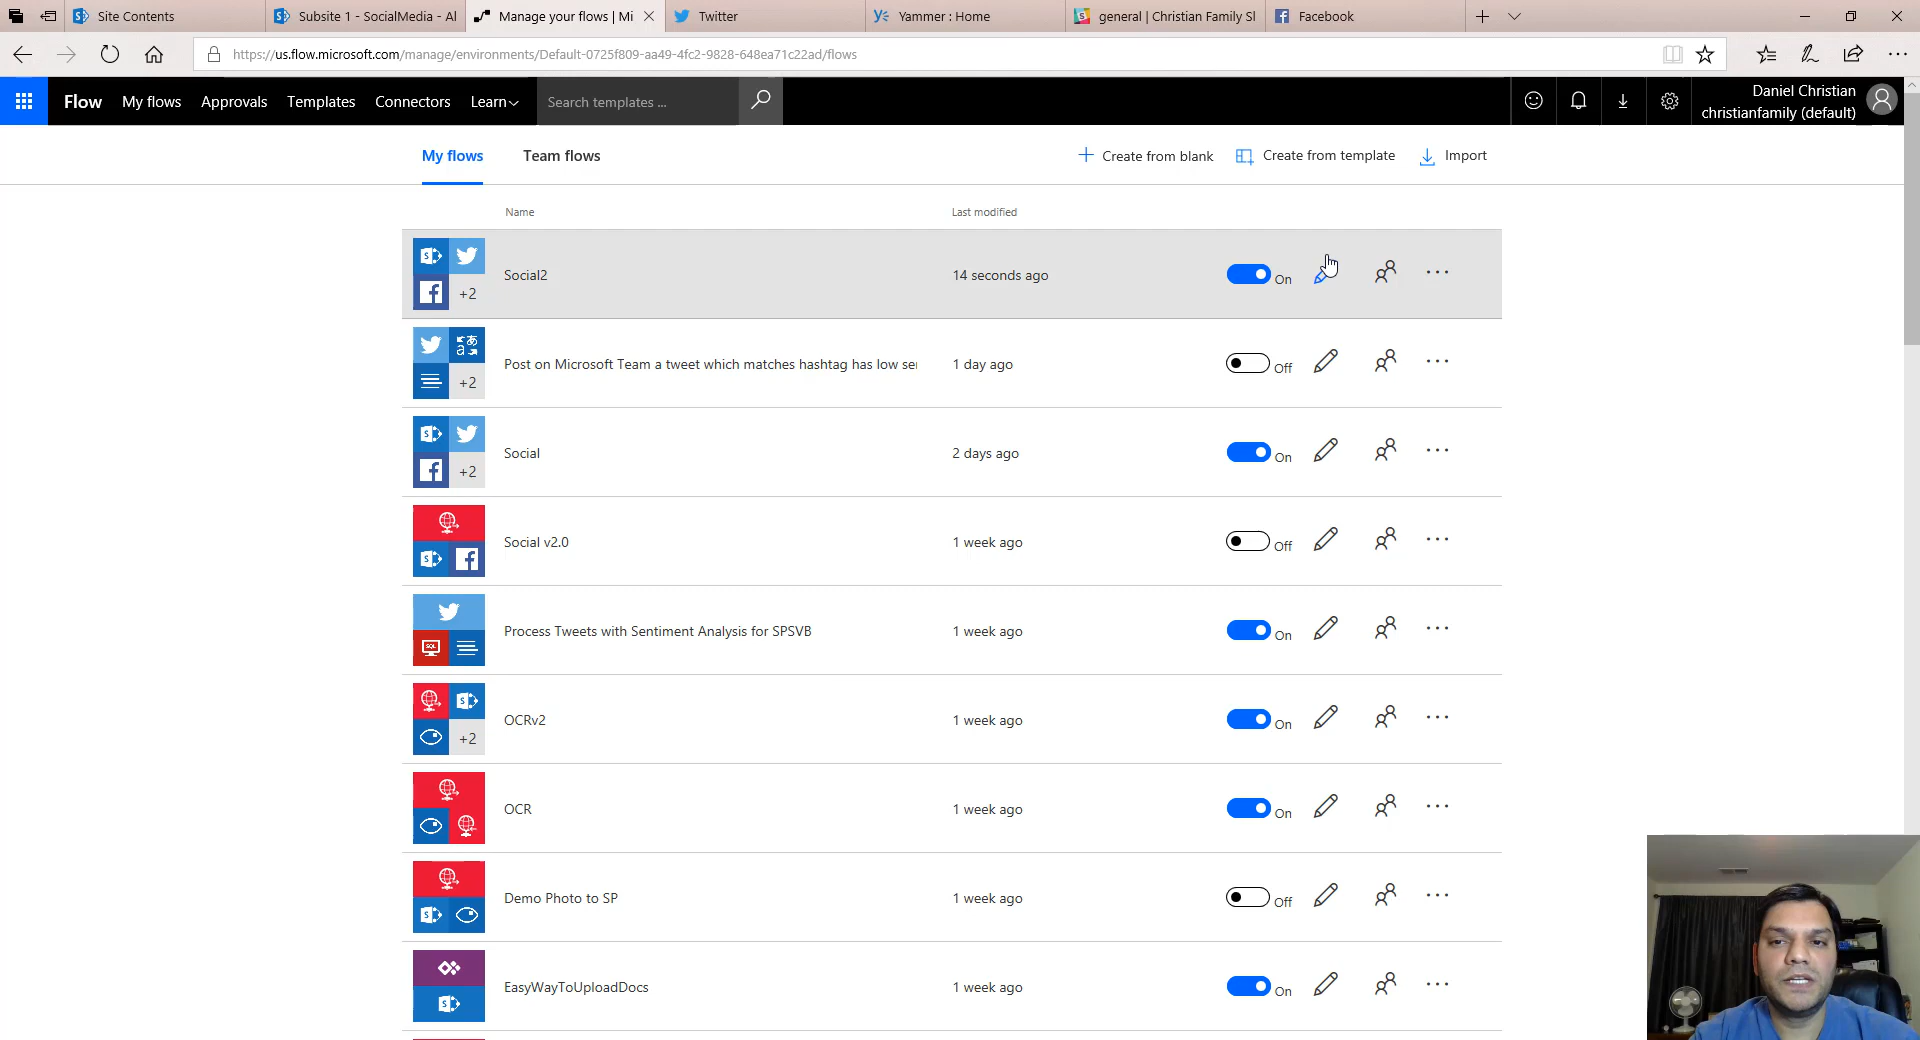 Site Contents
Subsite 1 - SocialMedia - Al
Manage your flows | Mi
Twitter
Yammer : Home
general | Christian Family Sl
Facebook
https://us.flow.microsoft.com/manage/environments/Default-0725f809-aa49-4fc2-9828-648ea71c22ad/flows
Flow
My flows
Approvals
Templates
Connectors
Learn
Search templates ...
Daniel Christian
christianfamily (default)
My flows
Team flows
Create from blank
Create from template
Import
Name
Last modified
+2
Social2
14 seconds ago
On
+2
Post on Microsoft Team a tweet which matches hashtag has low ser
1 day ago
Off
+2
Social
2 days ago
On
Social v2.0
1 week ago
Off
SQL
Process Tweets with Sentiment Analysis for SPSVB
1 week ago
On
+2
OCRv2
1 week ago
On
OCR
1 week ago
On
Demo Photo to SP
1 week ago
Off
EasyWayToUploadDocs
1 week ago
On